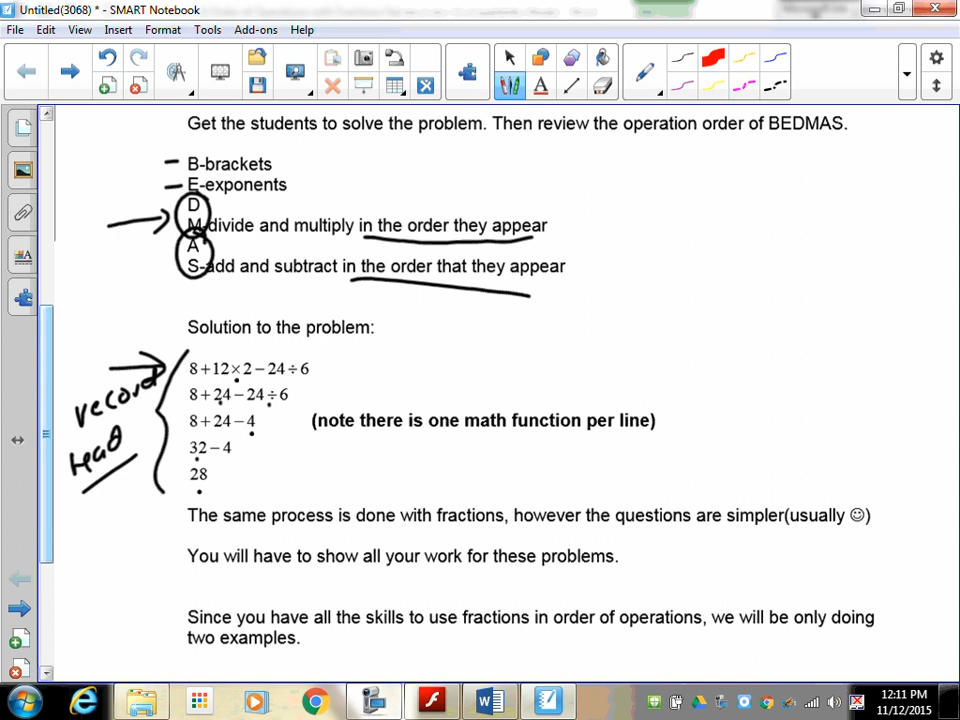 Untitled(3068) * - SMART Notebook
File Edit View Insert Format Tools Add-ons Help
Get the students to solve the problem. Then review the operation order of BEDMAS.
B-brackets
E-exponents
D
M-divide and multiply in the order they appear
A
S-add and subtract in the order that they appear
Solution to the problem:
8+12×2−24÷6
8+24−24÷6
8+24−4 (note there is one math function per line)
32−4
28
record
read
The same process is done with fractions, however the questions are simpler(usually ☺)
You will have to show all your work for these problems.
Since you have all the skills to use fractions in order of operations, we will be only doing
two examples.
12:11 PM
11/12/2015